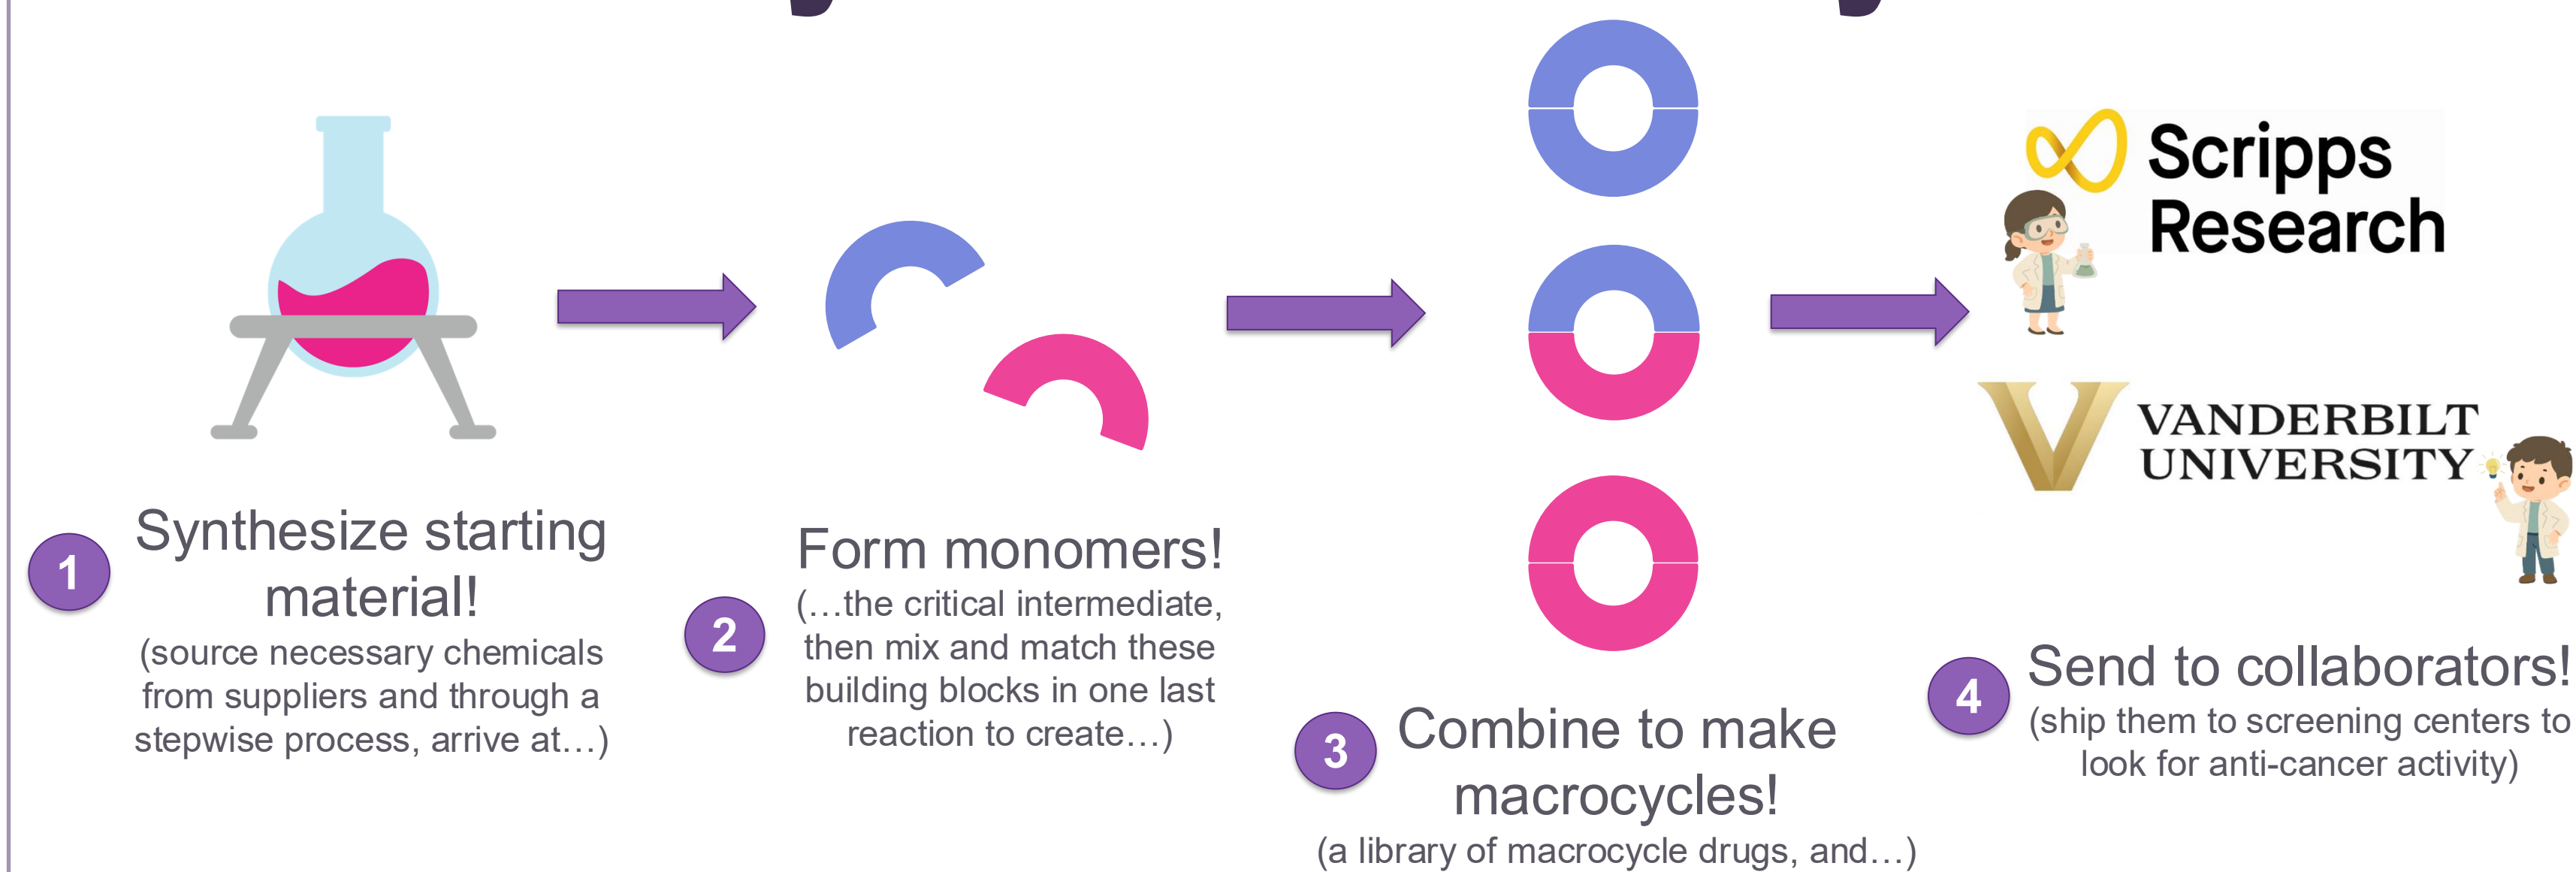 Scripps
Research
VANDERBILT
UNIVERSITY
1
Synthesize starting
material!
(source necessary chemicals
from suppliers and through a
stepwise process, arrive at…)
2
Form monomers!
(…the critical intermediate,
then mix and match these
building blocks in one last
reaction to create…)
3
Combine to make
macrocycles!
(a library of macrocycle drugs, and…)
4
Send to collaborators!
(ship them to screening centers to
look for anti-cancer activity)